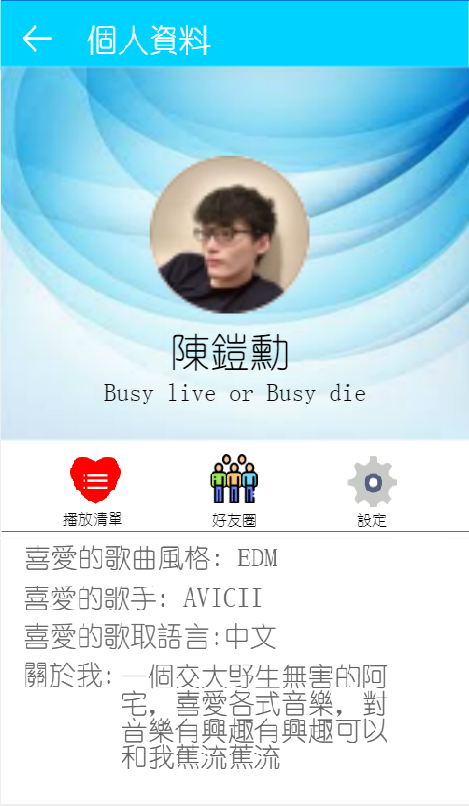 個人資料
陳鎧勳
Busy live or Busy die
播放清單 好友圈 設定
喜愛的歌曲風格: EDM
喜愛的歌手: AVICII
喜愛的歌取語言:中文
關於我: 一個交大野生無害的阿
宅，喜愛各式音樂，對
音樂有興趣有興趣可以
和我蕉流蕉流